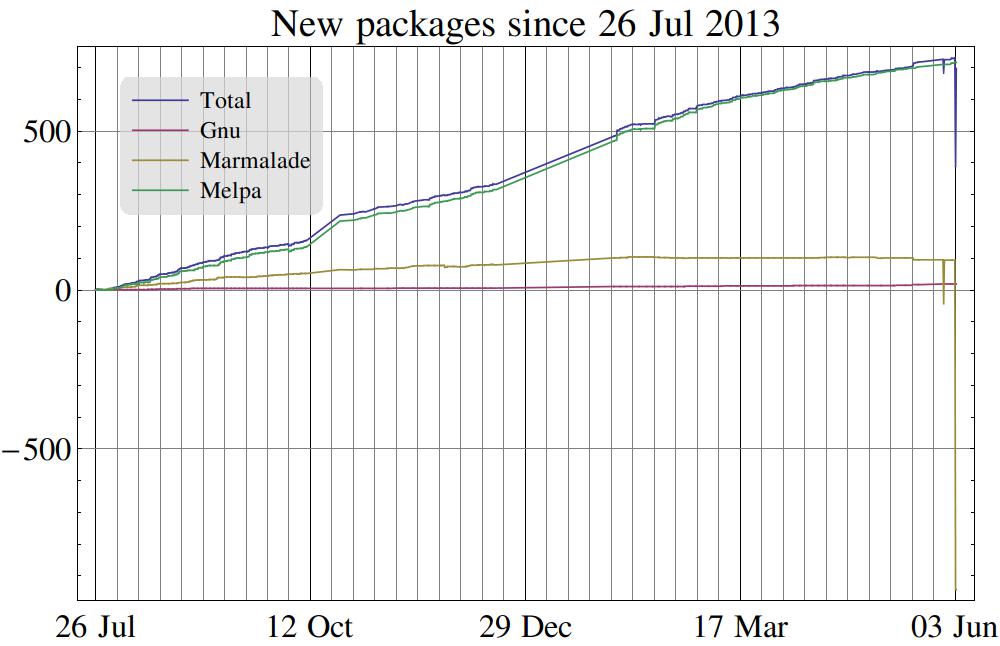 New packages since 26 Jul 2013
Total
Gnu
Marmalade
Melpa
500
0
−500
26 Jul 12 Oct 29 Dec 17 Mar 03 Jun